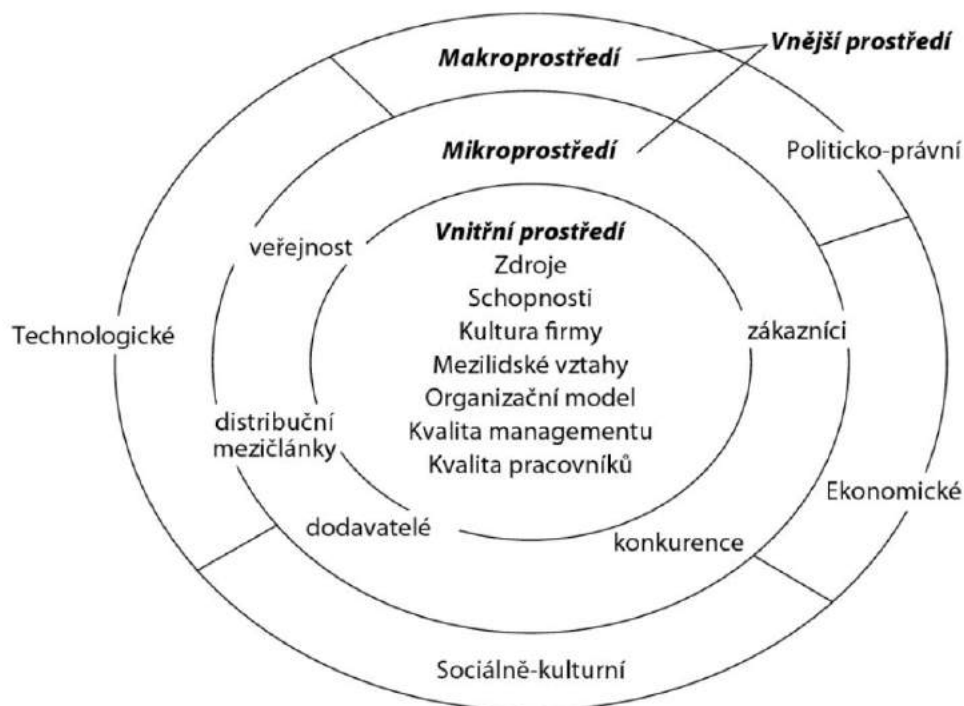 Makroprostředí
Vnější prostředí
Mikroprostředí
Politicko-právní
Vnitřní prostředí
Zdroje
Schopnosti
Kultura firmy
Mezilidské vztahy
Organizační model
Kvalita managementu
Kvalita pracovníků
veřejnost
Technologické
zákazníci
distribuční
mezičlánky
Ekonomické
dodavatelé
konkurence
Sociálně-kulturní